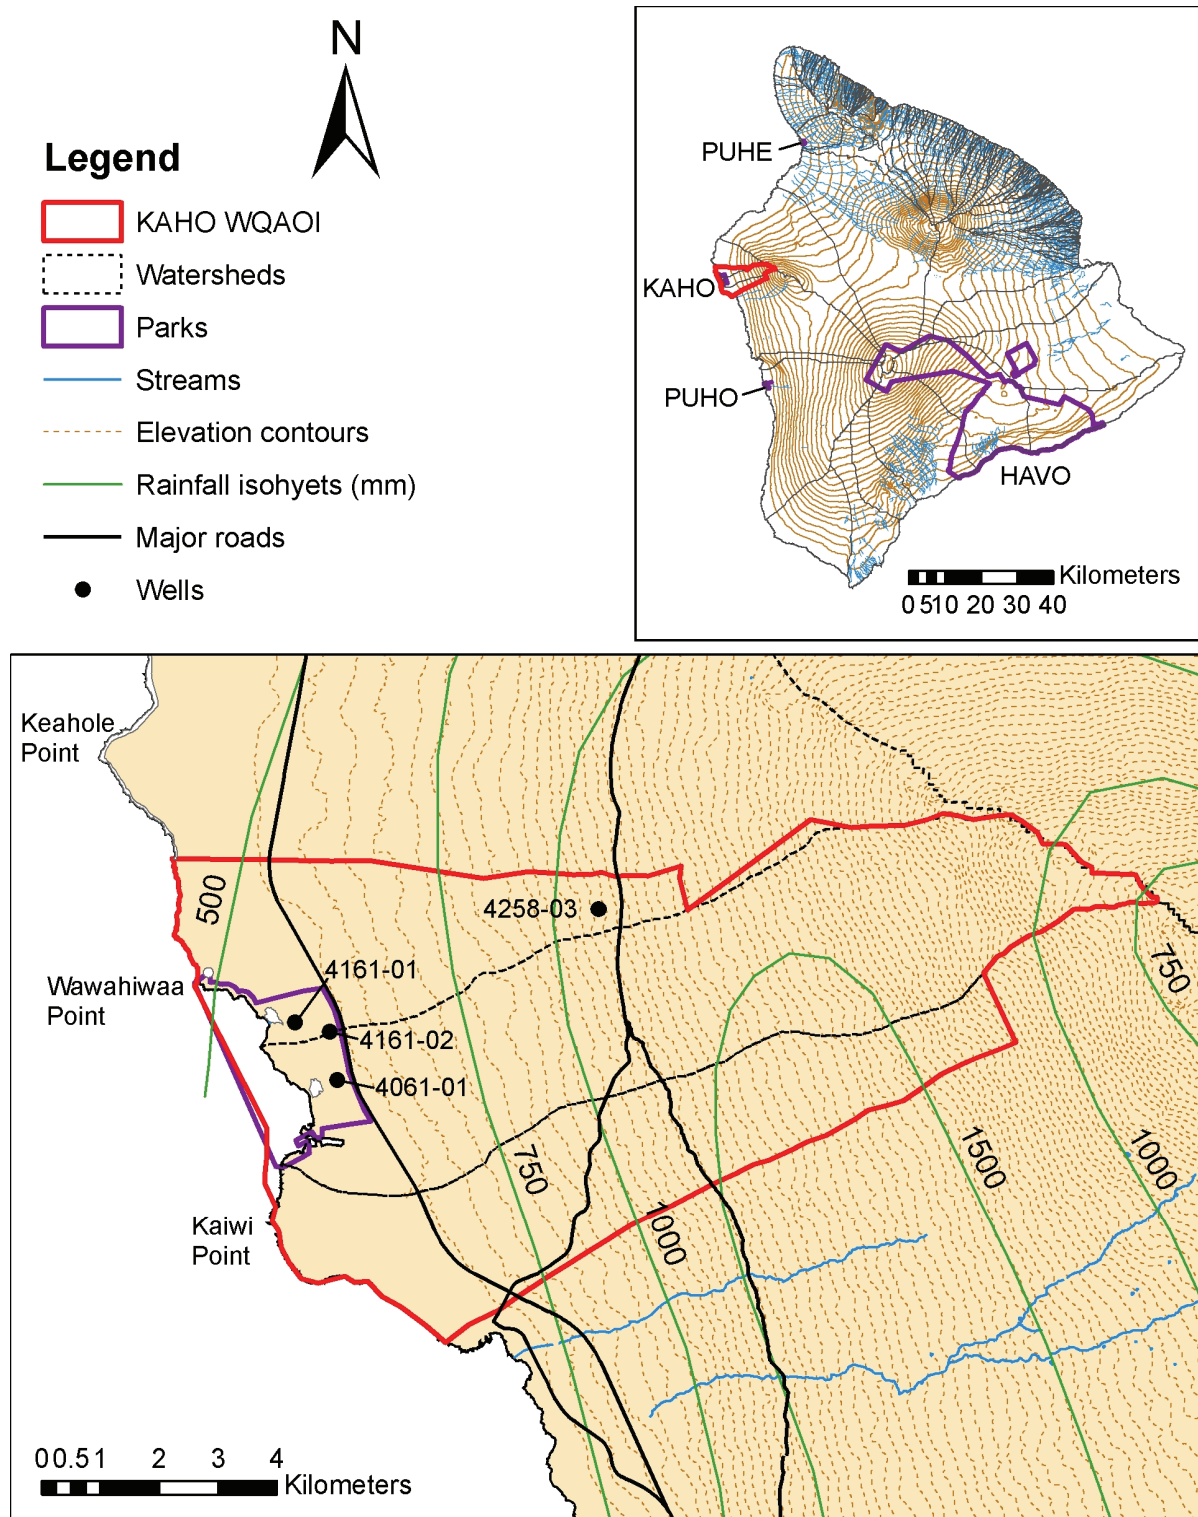 N
Legend
KAHO WQAOI
Watersheds
Parks
Streams
Elevation contours
Rainfall isohyets (mm)
Major roads
Wells
PUHE
KAHO
PUHO
HAVO
Kilometers
0 5 10 20 30 40
Keahole
Point
500
4258-03
4161-01
Wawahiwaa
Point
4161-02
4061-01
750
750
1000
1500
1000
Kaiwi
Point
0 0.5 1 2 3 4
Kilometers